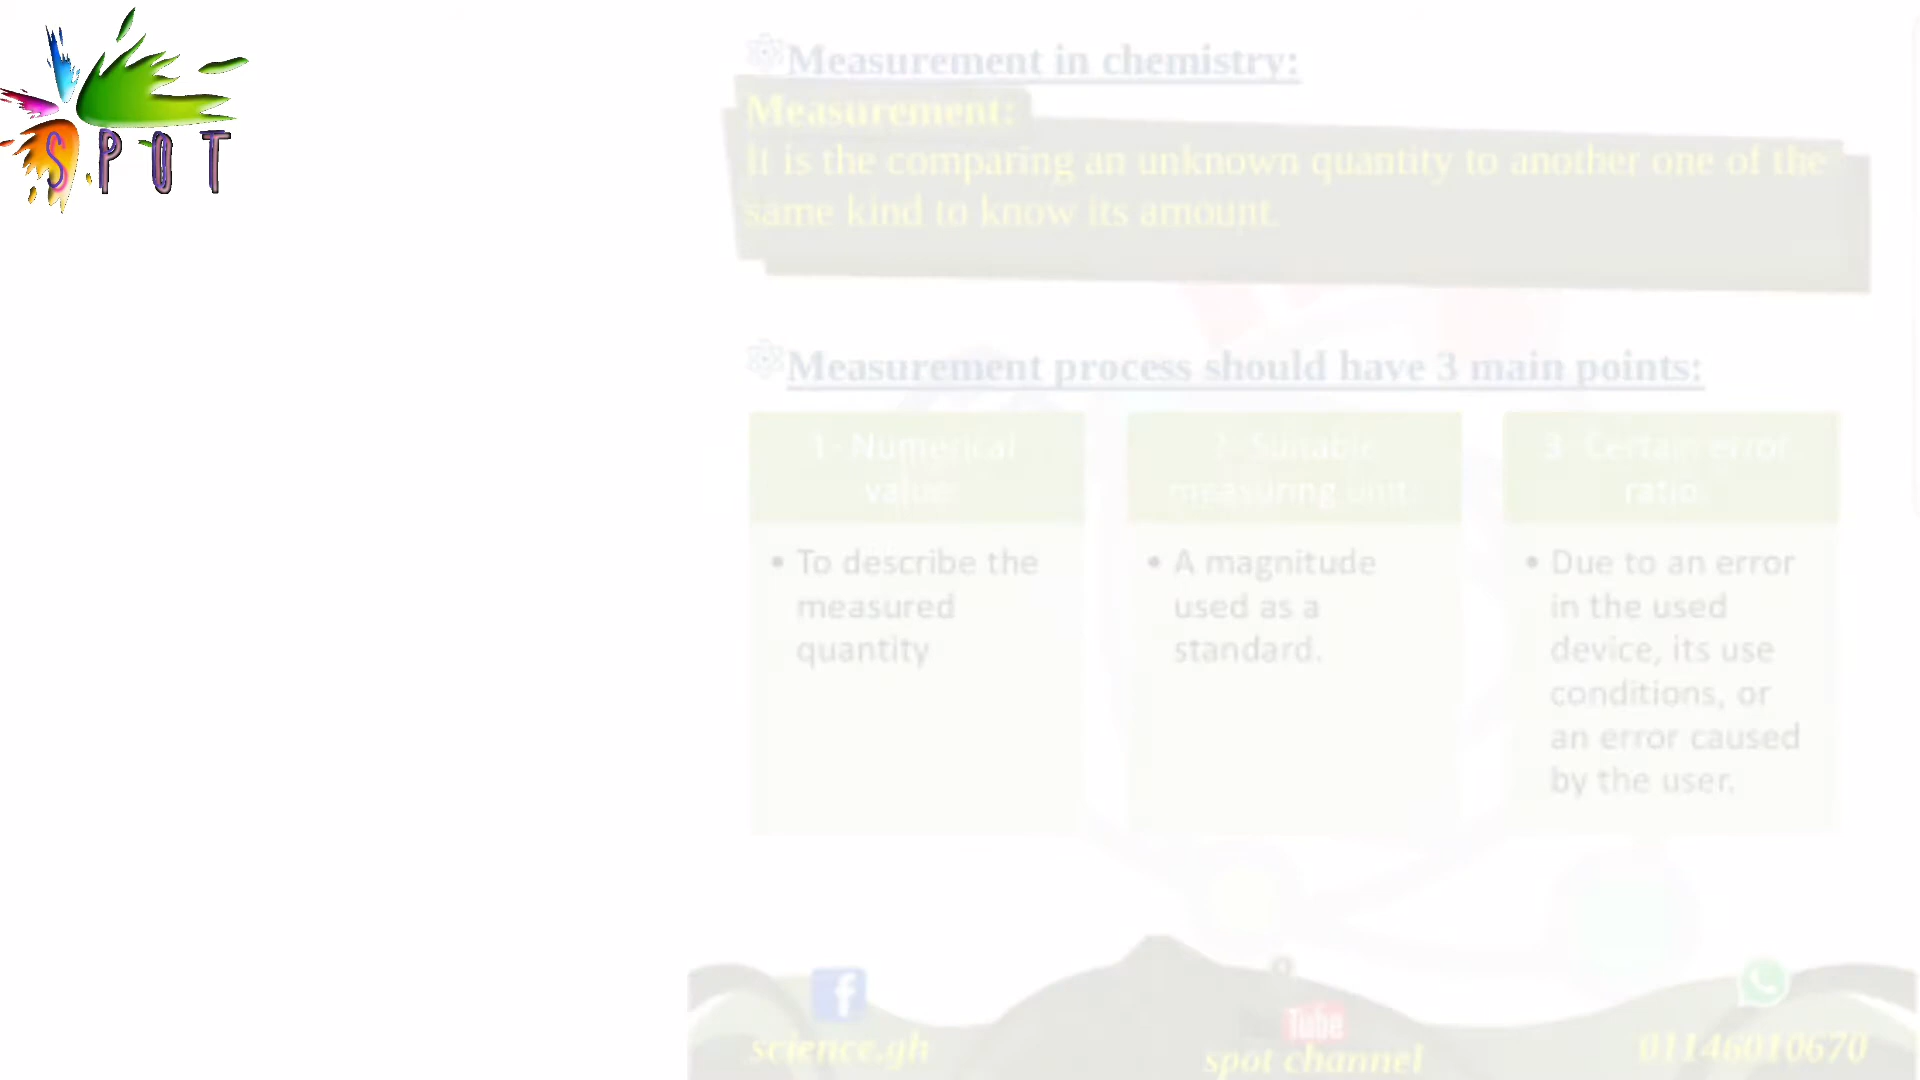 SPOT
Measurement in chemistry:
Measurement:
It is the comparing an unknown quantity to another one of the
same kind to know its amount.
Measurement process should have 3 main points:
1- Numerical
value.
2- Suitable
measuring unit.
3- Certain error
ratio.
• To describe the
measured
quantity
• A magnitude
used as a
standard.
• Due to an error
in the used
device, its use
conditions, or
an error caused
by the user.
f
Tube
science.gh
spot channel
01146010670